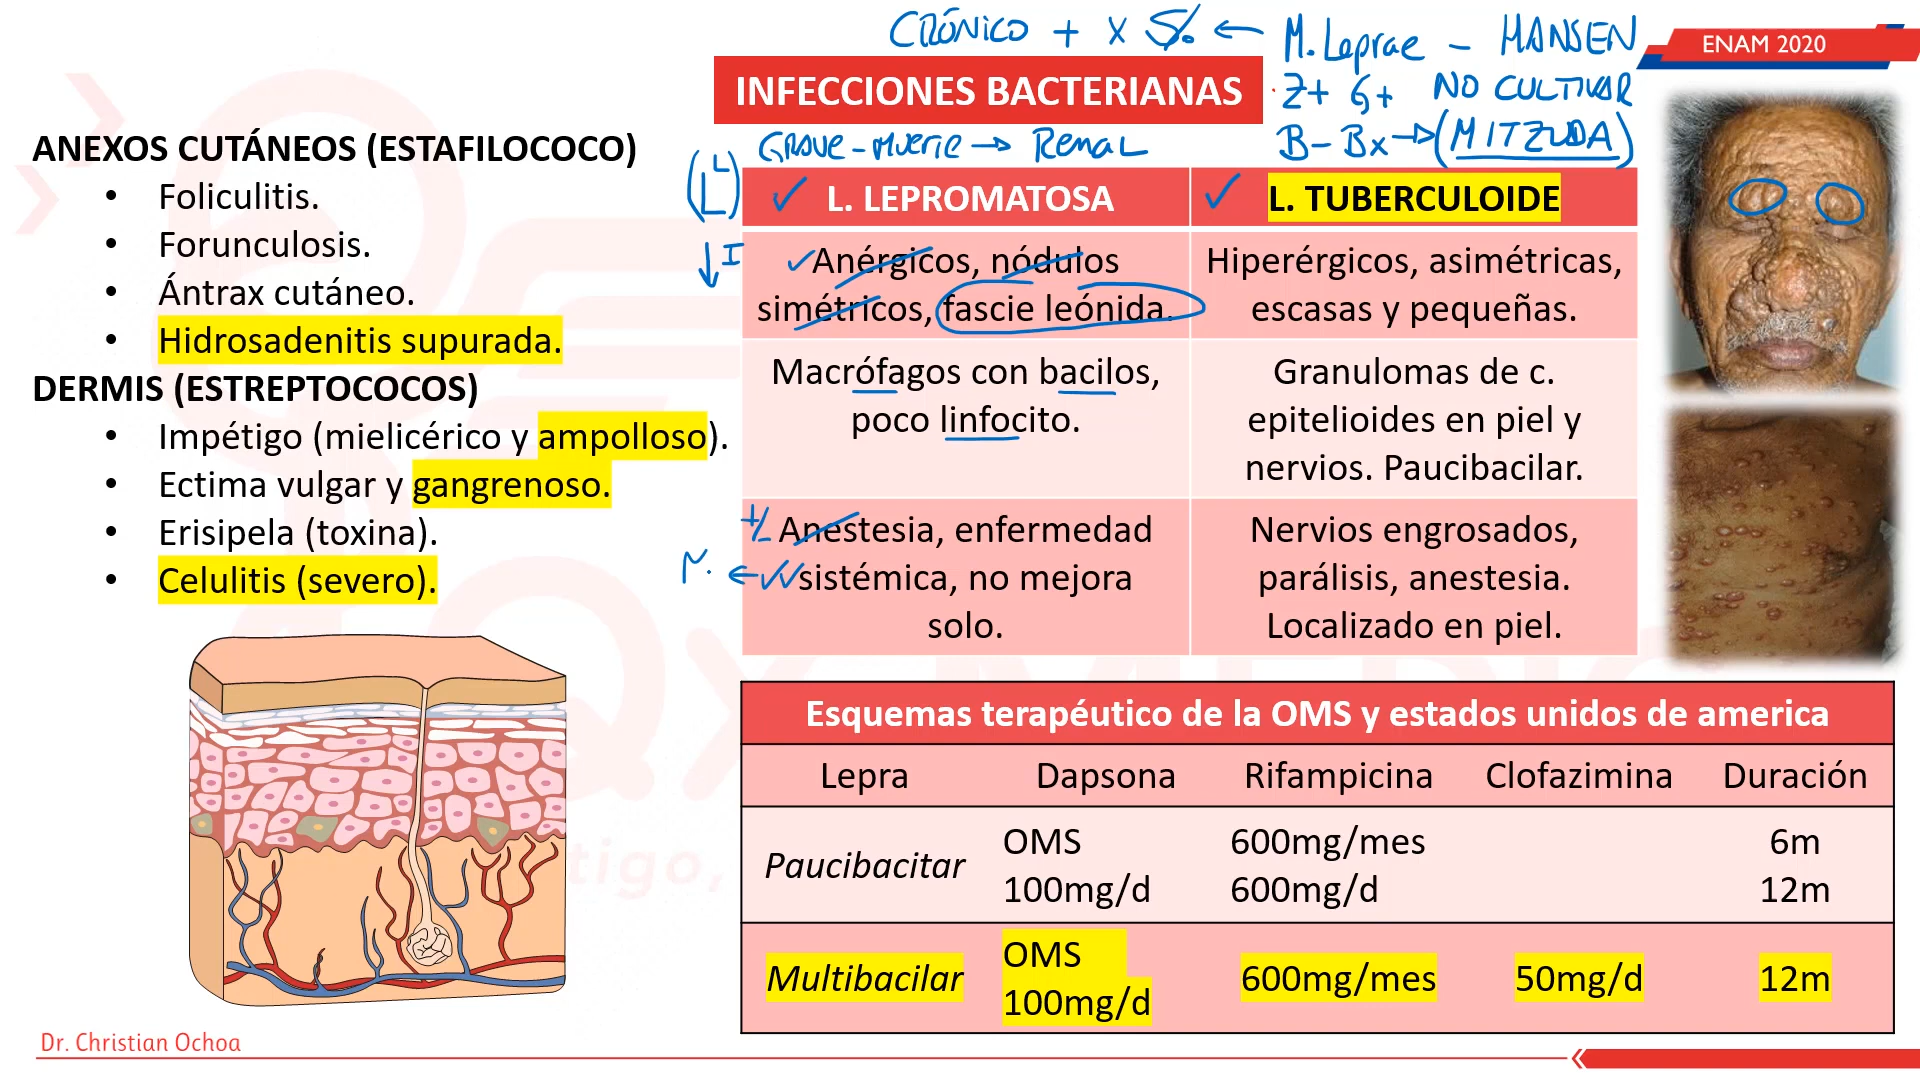 CRÓNICO + x S/. ← M. Leprae - HANSEN
ENAM 2020
INFECCIONES BACTERIANAS
Z+ G+ NO CULTIVAR
B- Bx → (MITZUDA)
GRAVE - MUERTE → RENAL
ANEXOS CUTÁNEOS (ESTAFILOCOCO)
• Foliculitis.
• Forunculosis.
• Ántrax cutáneo.
• Hidrosadenitis supurada.
DERMIS (ESTREPTOCOCOS)
• Impétigo (mielicérico y ampolloso).
• Ectima vulgar y gangrenoso.
• Erisipela (toxina).
• Celulitis (severo).
(L L)
✓ L. LEPROMATOSA
✓ L. TUBERCULOIDE
↓I
✓ Anérgicos, nódulos
simétricos, fascie leónida.
Hiperérgicos, asimétricas,
escasas y pequeñas.
Macrófagos con bacilos,
poco linfocito.
Granulomas de c.
epitelioides en piel y
nervios. Paucibacilar.
+/- Anestesia, enfermedad
N. ← ✓✓ sistémica, no mejora
solo.
Nervios engrosados,
parálisis, anestesia.
Localizado en piel.
Esquemas terapéutico de la OMS y estados unidos de america
Lepra Dapsona Rifampicina Clofazimina Duración
Paucibacitar
OMS 600mg/mes 6m
100mg/d 600mg/d 12m
Multibacilar
OMS
100mg/d
600mg/mes 50mg/d 12m
tigo,
Dr. Christian Ochoa